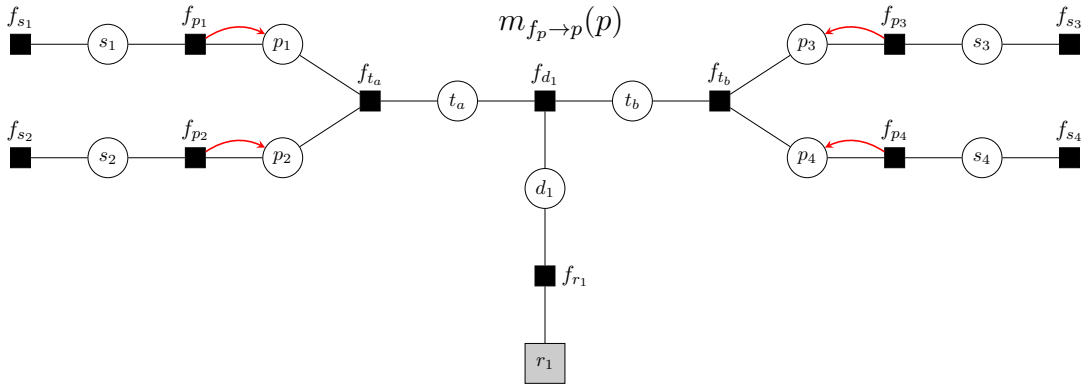 m_{f_p→p}(p)
f_{s_1} f_{p_1} f_{p_3} f_{s_3}
s_1 p_1 p_3 s_3
f_{t_a} f_{d_1} f_{t_b}
t_a t_b
f_{s_2} f_{p_2} f_{p_4} f_{s_4}
s_2 p_2 p_4 s_4
d_1
f_{r_1}
r_1